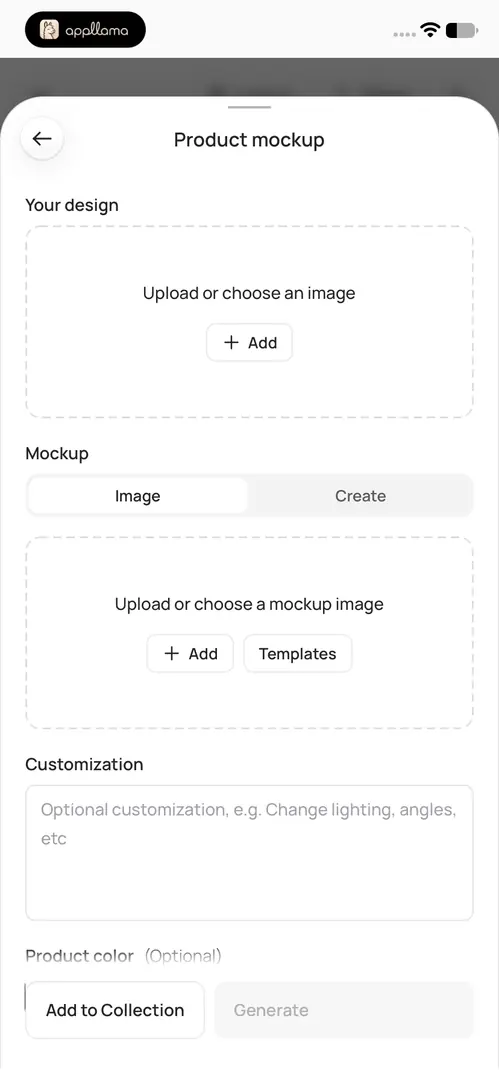 appllama
Product mockup
Your design
Upload or choose an image
+ Add
Mockup
Image
Create
Upload or choose a mockup image
+ Add
Templates
Customization
Optional customization, e.g. Change lighting, angles,
etc
Product color (Optional)
Add to Collection
Generate